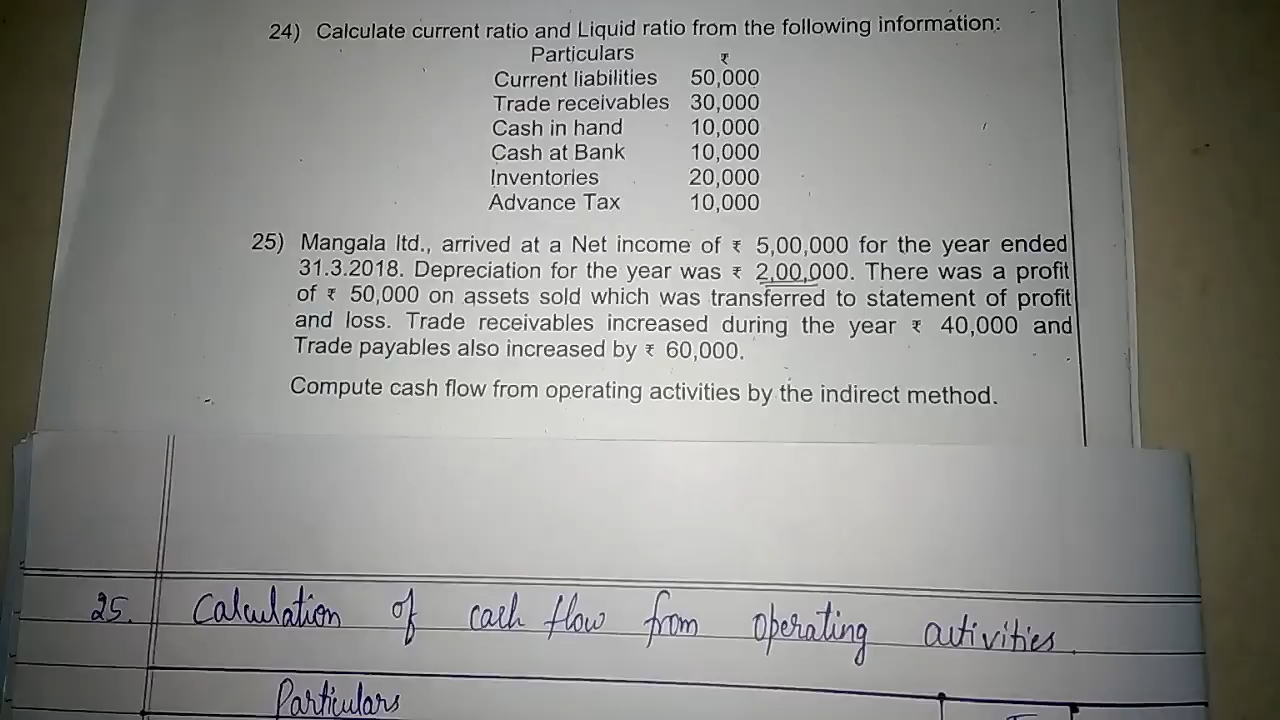 24) Calculate current ratio and Liquid ratio from the following information:
Particulars ₹
Current liabilities 50,000
Trade receivables 30,000
Cash in hand 10,000
Cash at Bank 10,000
Inventories 20,000
Advance Tax 10,000
25) Mangala ltd., arrived at a Net income of ₹ 5,00,000 for the year ended
31.3.2018. Depreciation for the year was ₹ 2,00,000. There was a profit
of ₹ 50,000 on assets sold which was transferred to statement of profit
and loss. Trade receivables increased during the year ₹ 40,000 and
Trade payables also increased by ₹ 60,000.
Compute cash flow from operating activities by the indirect method.
25. Calculation of cash flow from operating activities.
Particulars